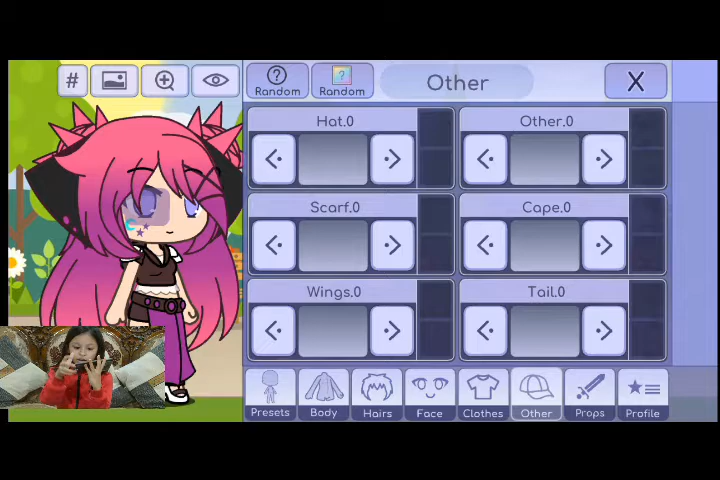 #
? Random
? Random
Other
X
Hat.0
Other.0
Scarf.0
Cape.0
Wings.0
Tail.0
Presets
Body
Hairs
Face
Clothes
Other
Props
Profile